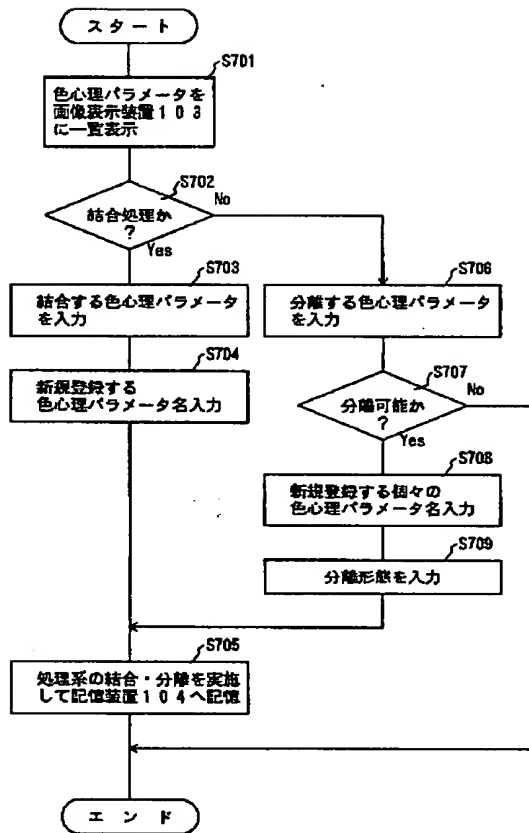 スタート
S701
色心理パラメータを
画像表示装置103
に一覧表示
S702
結合処理か
?
No
Yes
S703
結合する色心理パラメータ
を入力
S704
新規登録する
色心理パラメータ名入力
S706
分離する色心理パラメータ
を入力
S707
分離可能か
?
No
Yes
S708
新規登録する個々の
色心理パラメータ名入力
S709
分離形態を入力
S705
処理系の結合・分離を実施
して記憶装置104へ記憶
エンド